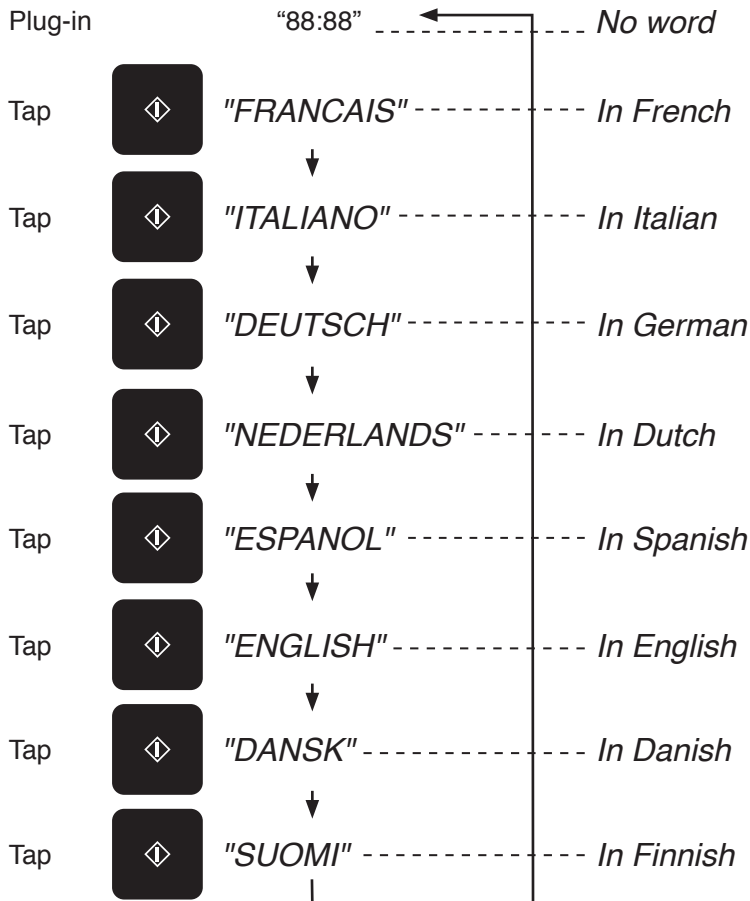 Plug-in “88:88” No word
Tap "FRANCAIS" In French
Tap "ITALIANO" In Italian
Tap "DEUTSCH" In German
Tap "NEDERLANDS" In Dutch
Tap "ESPANOL" In Spanish
Tap "ENGLISH" In English
Tap "DANSK" In Danish
Tap "SUOMI" In Finnish